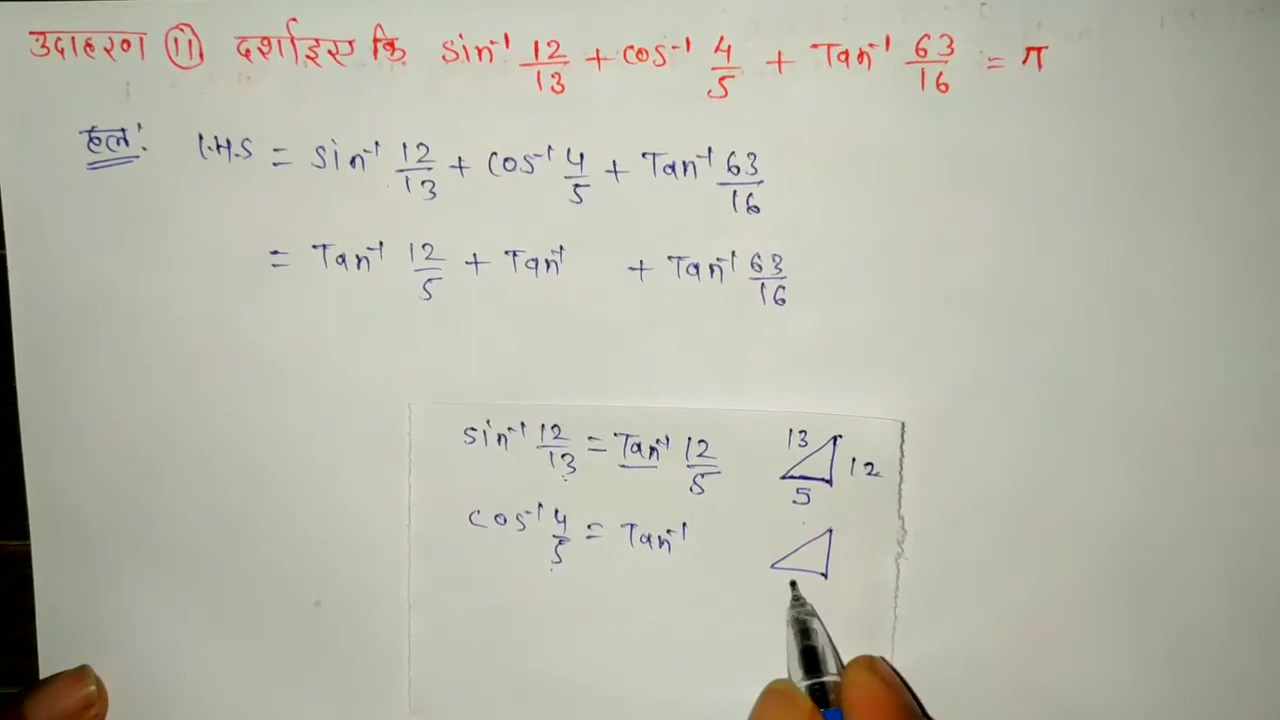 उदाहरण 11 दर्शाइए कि sin⁻¹ 12/13 + cos⁻¹ 4/5 + Tan⁻¹ 63/16 = π
हल: L.H.S = sin⁻¹ 12/13 + cos⁻¹ 4/5 + Tan⁻¹ 63/16
= Tan⁻¹ 12/5 + Tan⁻¹ + Tan⁻¹ 63/16
sin⁻¹ 12/13 = Tan⁻¹ 12/5
13
12
5
cos⁻¹ 4/5 = Tan⁻¹